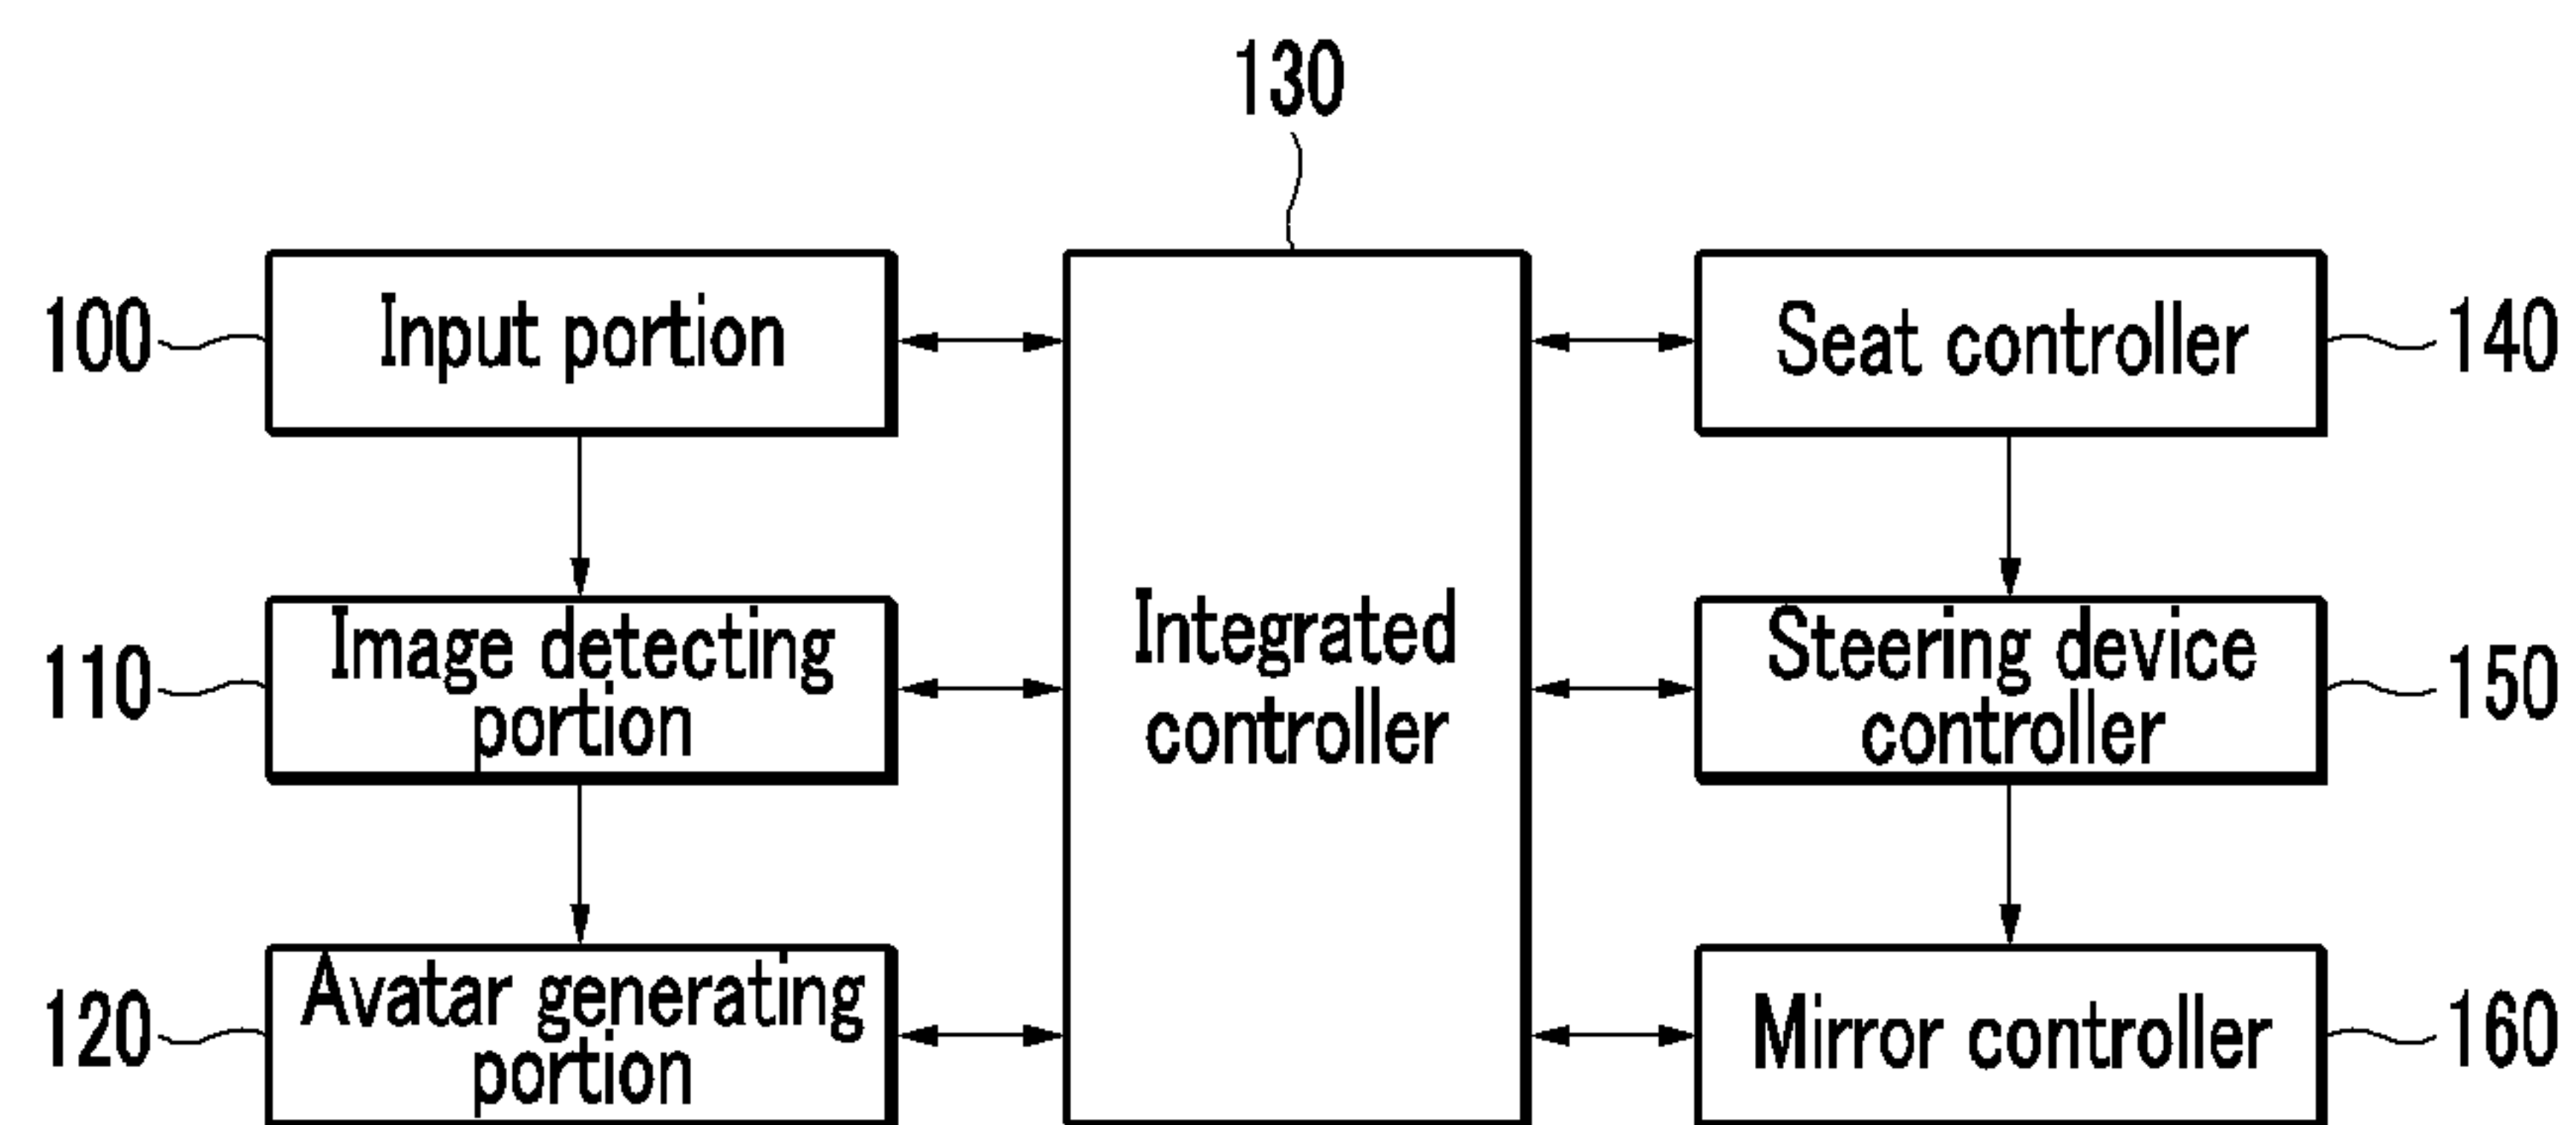 130
100
Input portion
Seat controller
140
110
Image detecting
portion
Integrated
controller
Steering device
controller
150
120
Avatar generating
portion
Mirror controller
160